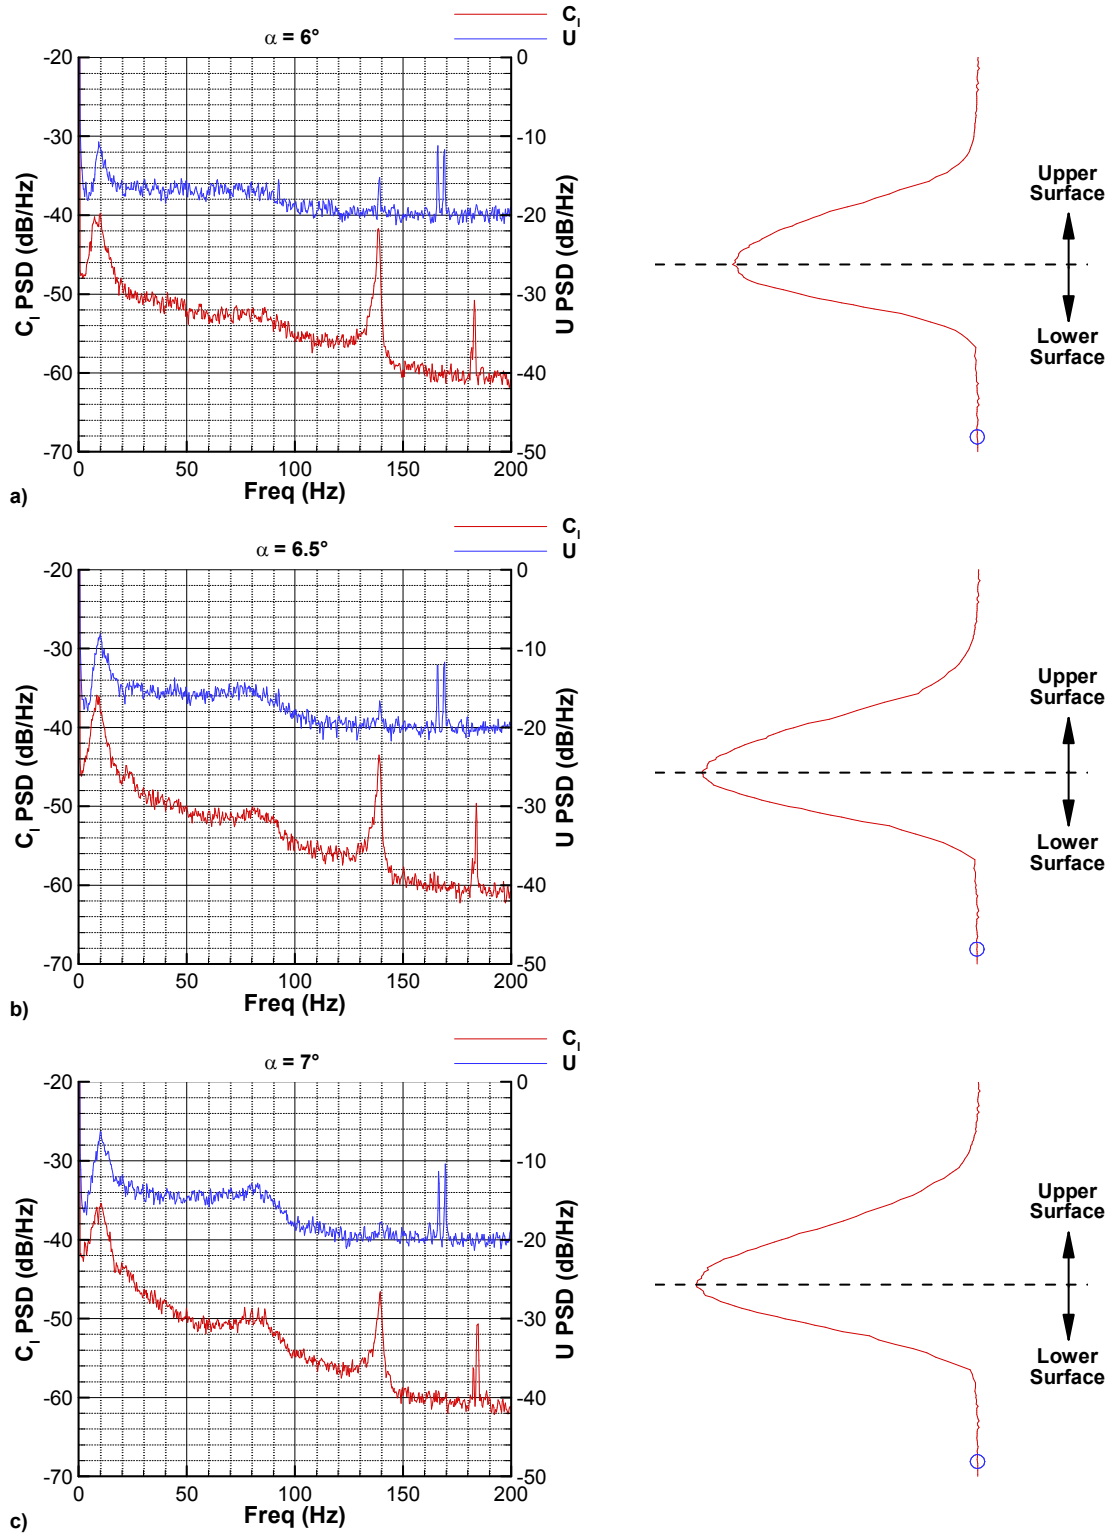 C_l
α = 6°
U
-20
0
-30
-10
-40
-20
-50
-30
-60
-40
-70
-50
0
50
100
150
200
C_l PSD (dB/Hz)
U PSD (dB/Hz)
Freq (Hz)
a)
Upper
Surface
Lower
Surface
C_l
α = 6.5°
U
-20
0
-30
-10
-40
-20
-50
-30
-60
-40
-70
-50
0
50
100
150
200
C_l PSD (dB/Hz)
U PSD (dB/Hz)
Freq (Hz)
b)
Upper
Surface
Lower
Surface
C_l
α = 7°
U
-20
0
-30
-10
-40
-20
-50
-30
-60
-40
-70
-50
0
50
100
150
200
C_l PSD (dB/Hz)
U PSD (dB/Hz)
Freq (Hz)
c)
Upper
Surface
Lower
Surface